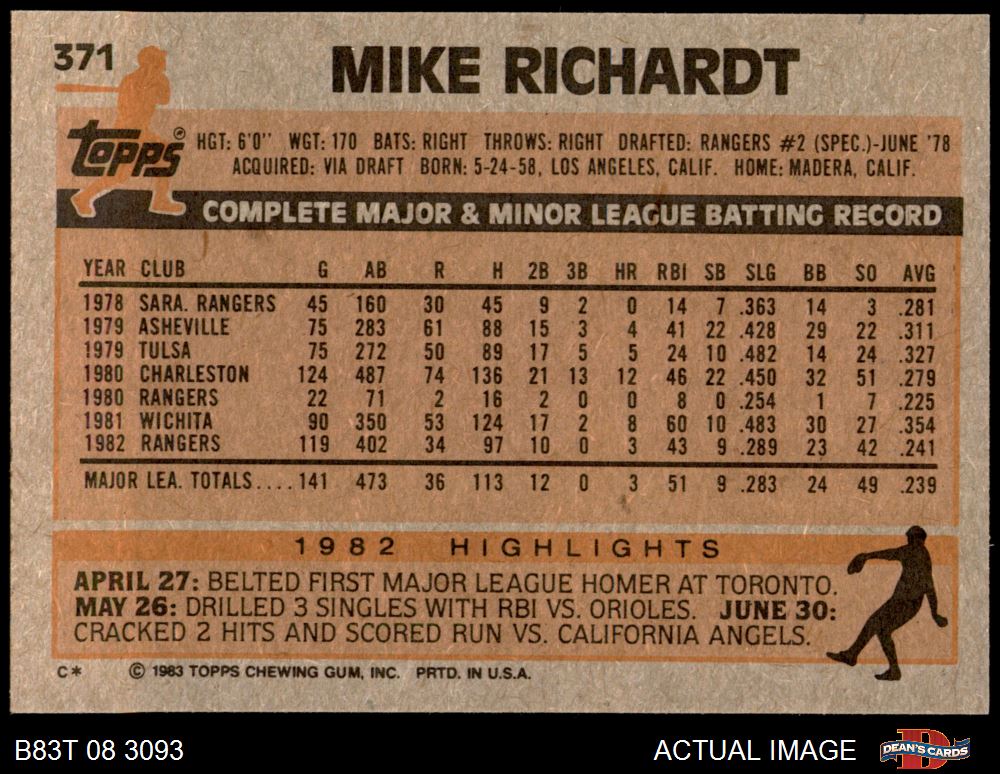 371
MIKE RICHARDT
Topps®
HGT: 6'0" WGT: 170 BATS: RIGHT THROWS: RIGHT DRAFTED: RANGERS #2 (SPEC.)-JUNE '78
ACQUIRED: VIA DRAFT BORN: 5-24-58, LOS ANGELES, CALIF. HOME: MADERA, CALIF.
COMPLETE MAJOR & MINOR LEAGUE BATTING RECORD
YEAR CLUB G AB R H 2B 3B HR RBI SB SLG BB SO AVG
1978 SARA. RANGERS 45 160 30 45 9 2 0 14 7 .363 14 3 .281
1979 ASHEVILLE 75 283 61 88 15 3 4 41 22 .428 29 22 .311
1979 TULSA 75 272 50 89 17 5 5 24 10 .482 14 24 .327
1980 CHARLESTON 124 487 74 136 21 13 12 46 22 .450 32 51 .279
1980 RANGERS 22 71 2 16 2 0 0 8 0 .254 1 7 .225
1981 WICHITA 90 350 53 124 17 2 8 60 10 .483 30 27 .354
1982 RANGERS 119 402 34 97 10 0 3 43 9 .289 23 42 .241
MAJOR LEA. TOTALS....141 473 36 113 12 0 3 51 9 .283 24 49 .239
1982 HIGHLIGHTS
APRIL 27: BELTED FIRST MAJOR LEAGUE HOMER AT TORONTO.
MAY 26: DRILLED 3 SINGLES WITH RBI VS. ORIOLES. JUNE 30:
CRACKED 2 HITS AND SCORED RUN VS. CALIFORNIA ANGELS.
C* © 1983 TOPPS CHEWING GUM, INC. PRTD. IN U.S.A.
B83T 08 3093 ACTUAL IMAGE DEAN'S CARDS